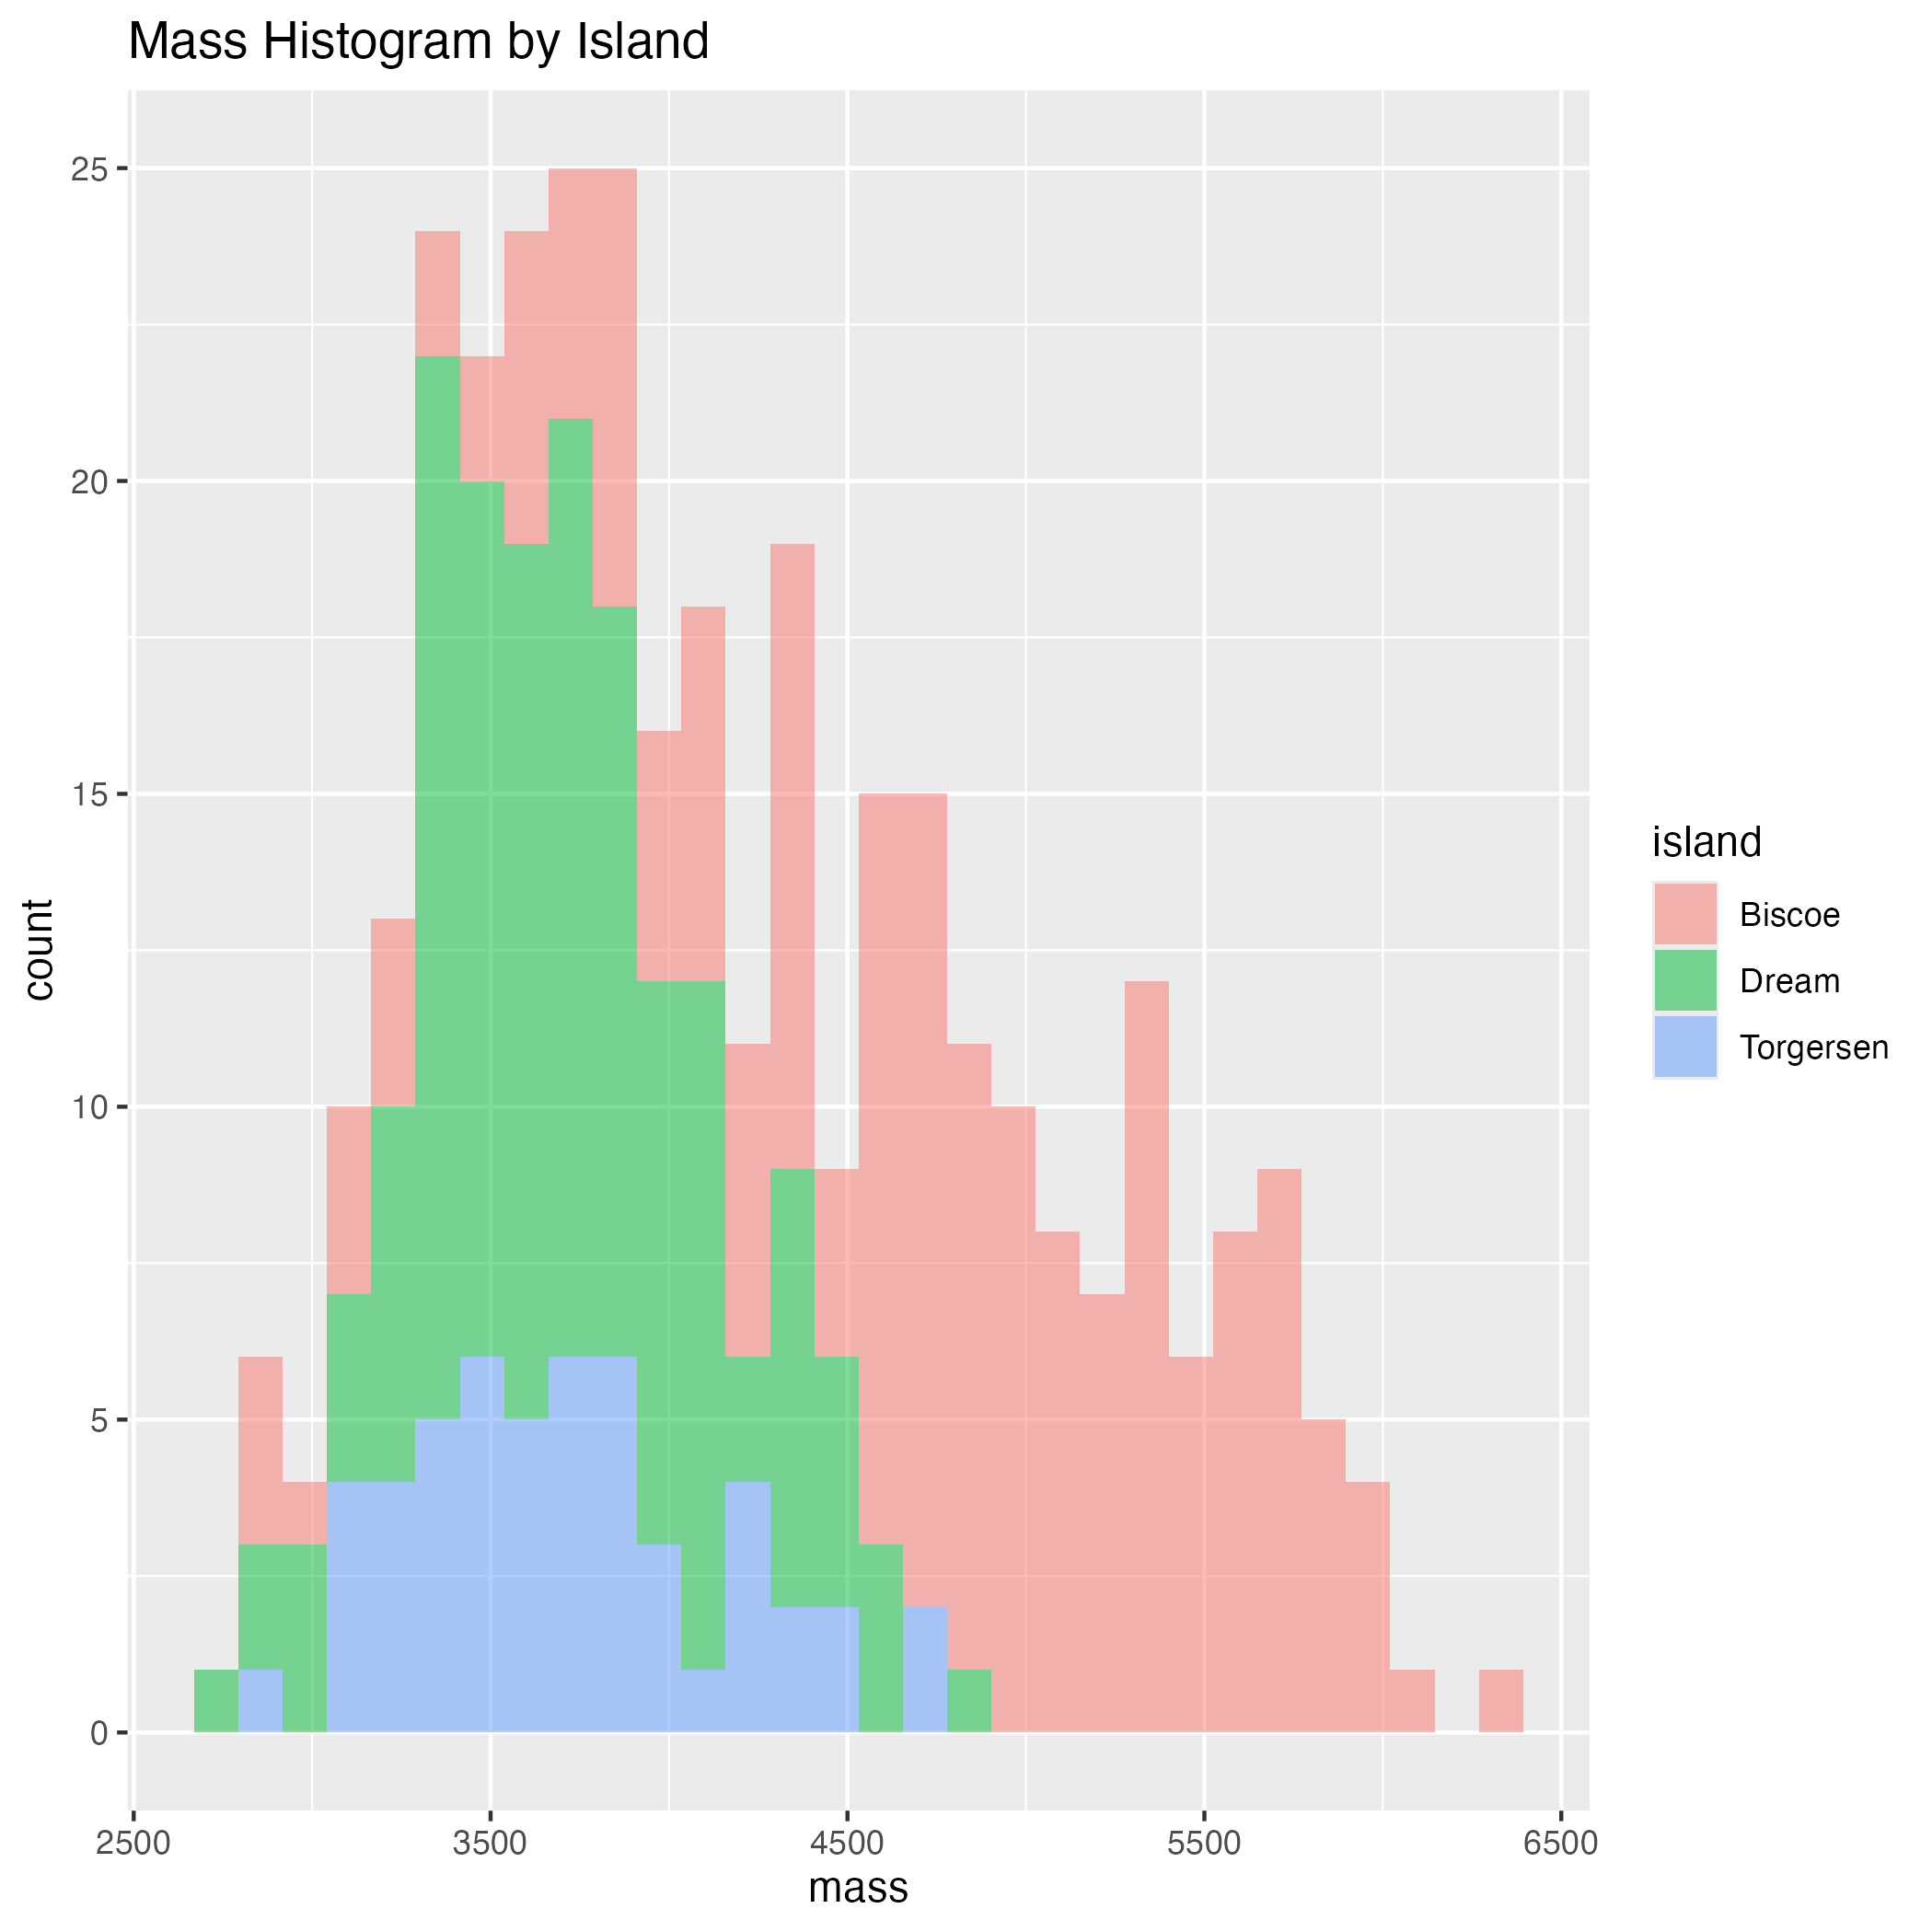 Mass Histogram by Island
25
20
15
10
5
0
count
2500 3500 4500 5500 6500
mass
island
Biscoe
Dream
Torgersen